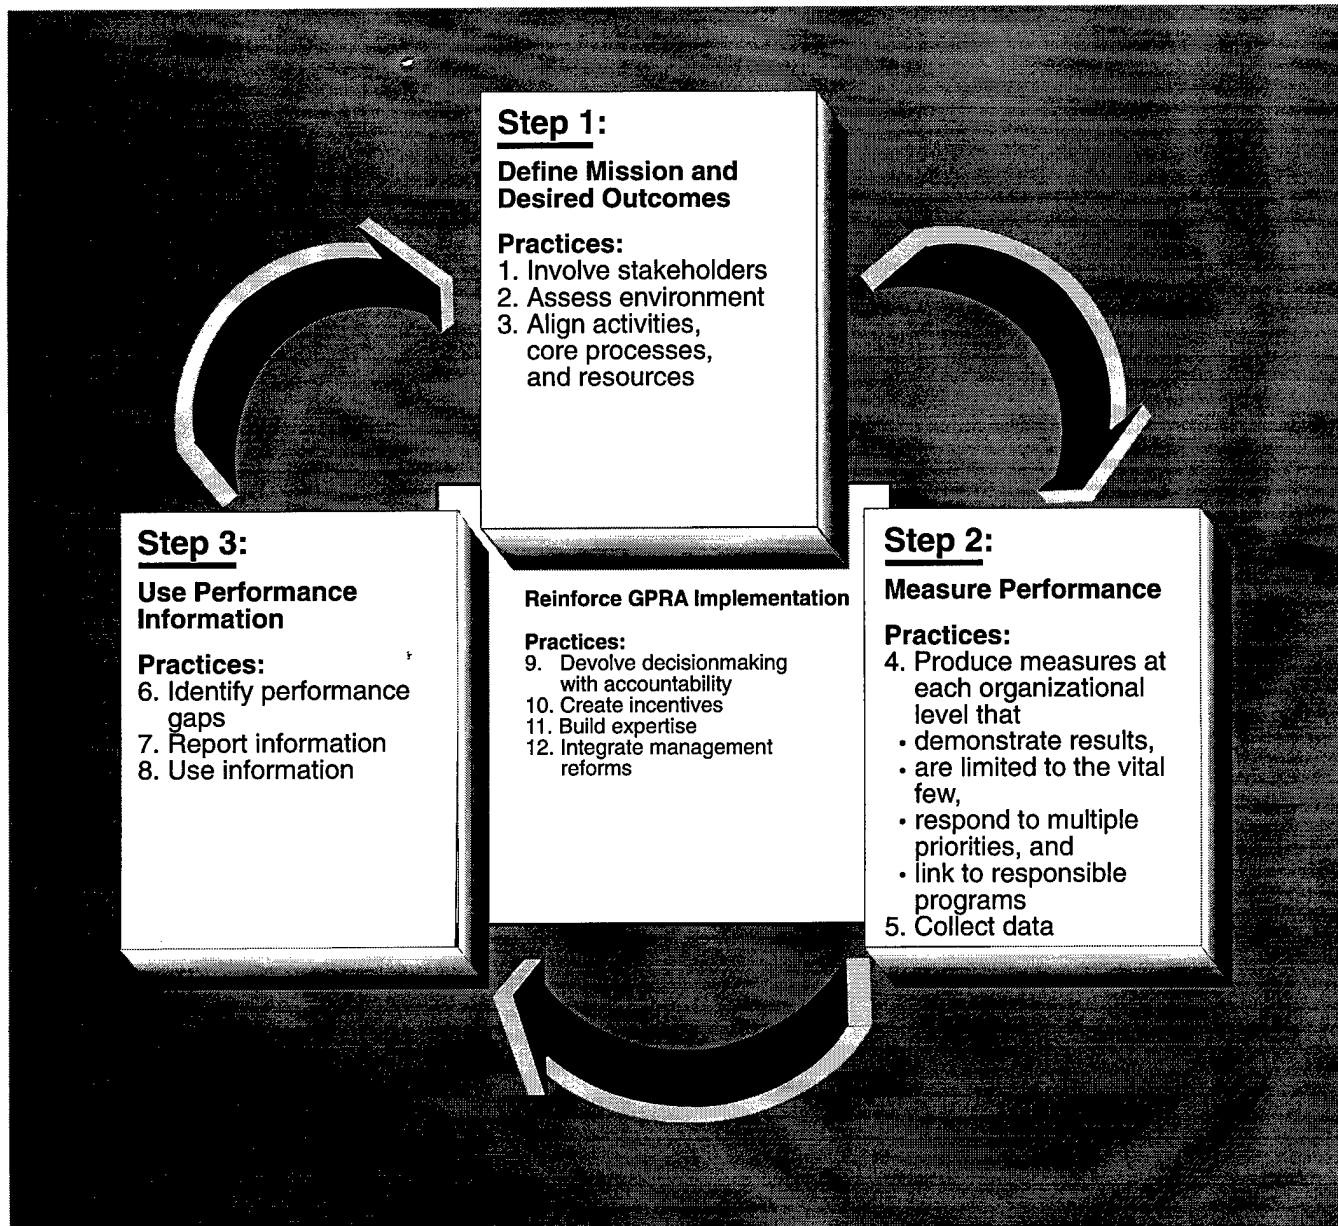 Step 1:
Define Mission and
Desired Outcomes
Practices:
1. Involve stakeholders
2. Assess environment
3. Align activities,
core processes,
and resources
Step 2:
Measure Performance
Practices:
4. Produce measures at
each organizational
level that
• demonstrate results,
• are limited to the vital
few,
• respond to multiple
priorities, and
• link to responsible
programs
5. Collect data
Step 3:
Use Performance
Information
Practices:
6. Identify performance
gaps
7. Report information
8. Use information
Reinforce GPRA Implementation
Practices:
9. Devolve decisionmaking
with accountability
10. Create incentives
11. Build expertise
12. Integrate management
reforms